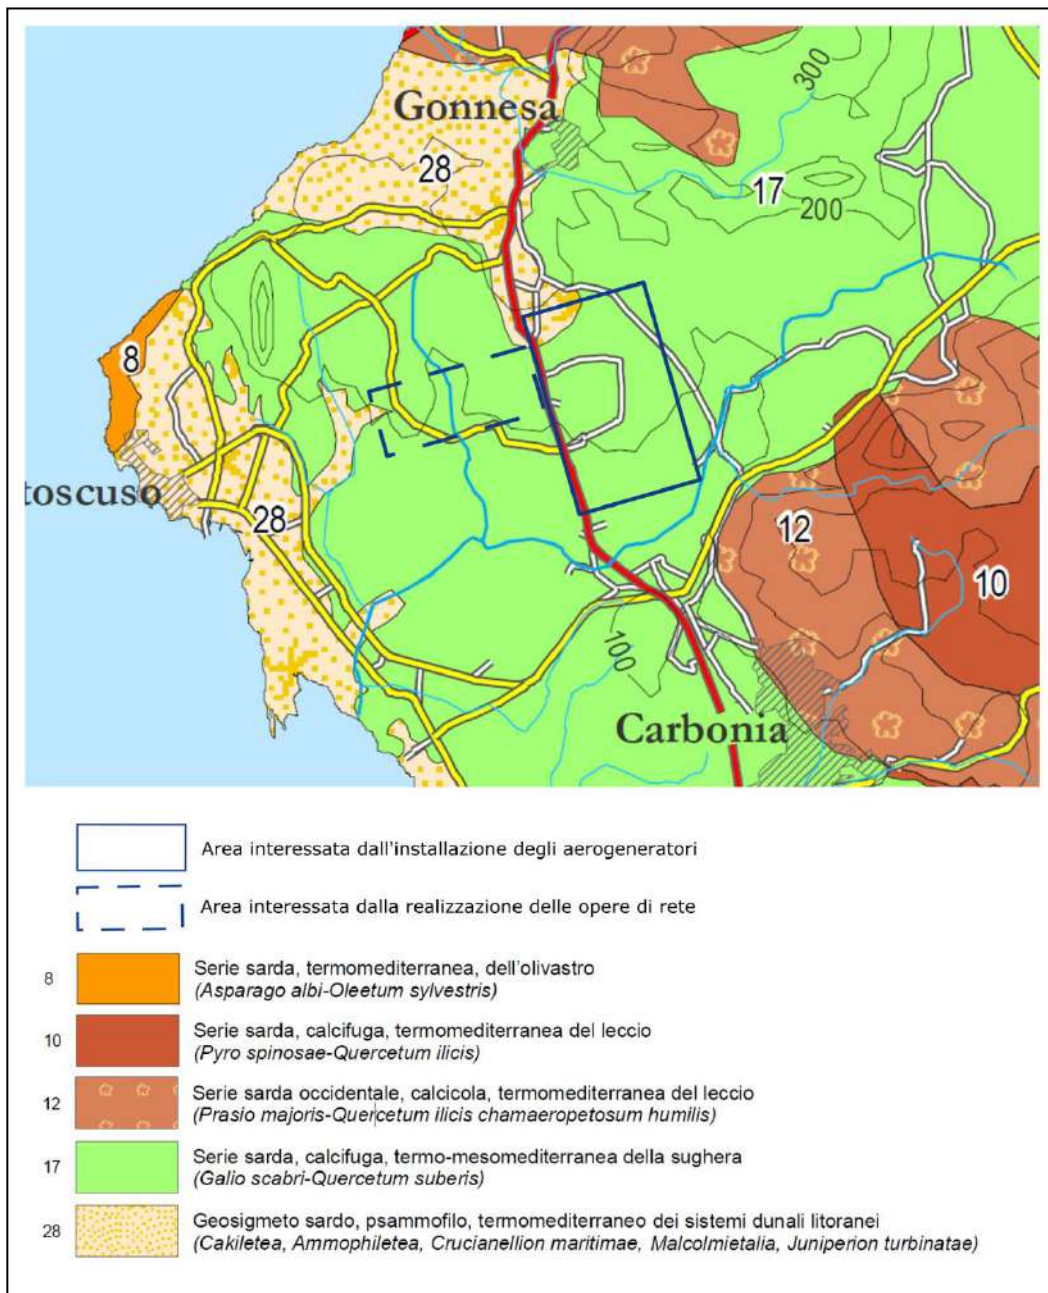 Gonnesa
300
28
17
200
8
toscuso
28
12
10
100
Carbonia
Area interessata dall'installazione degli aerogeneratori
Area interessata dalla realizzazione delle opere di rete
8
Serie sarda, termomediterranea, dell'olivastro
(Asparago albi-Oleetum sylvestris)
10
Serie sarda, calcifuga, termomediterranea del leccio
(Pyro spinosae-Quercetum ilicis)
12
Serie sarda occidentale, calcicola, termomediterranea del leccio
(Prasio majoris-Quercetum ilicis chamaeropetosum humilis)
17
Serie sarda, calcifuga, termo-mesomediterranea della sughera
(Galio scabri-Quercetum suberis)
28
Geosigmeto sardo, psammofilo, termomediterraneo dei sistemi dunali litoranei
(Cakiletea, Ammophiletea, Crucianellion maritimae, Malcolmietalia, Juniperion turbinatae)